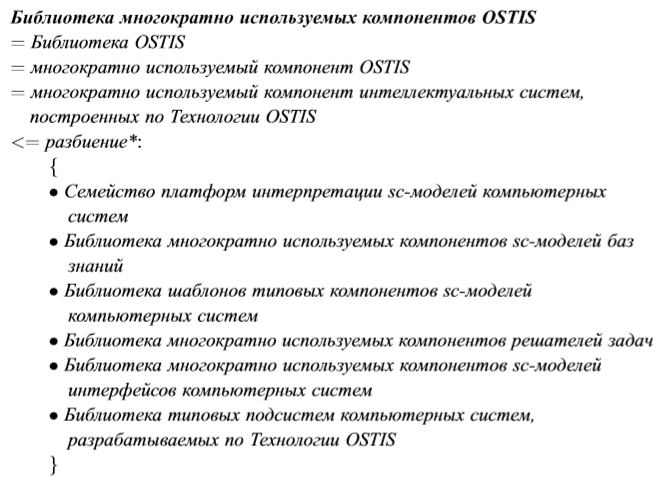 Библиотека многократно используемых компонентов OSTIS
= Библиотека OSTIS
= многократно используемый компонент OSTIS
= многократно используемый компонент интеллектуальных систем,
построенных по Технологии OSTIS
<= разбиение*:
{
• Семейство платформ интерпретации sc-моделей компьютерных
систем
• Библиотека многократно используемых компонентов sc-моделей баз
знаний
• Библиотека шаблонов типовых компонентов sc-моделей
компьютерных систем
• Библиотека многократно используемых компонентов решателей задач
• Библиотека многократно используемых компонентов sc-моделей
интерфейсов компьютерных систем
• Библиотека типовых подсистем компьютерных систем,
разрабатываемых по Технологии OSTIS
}